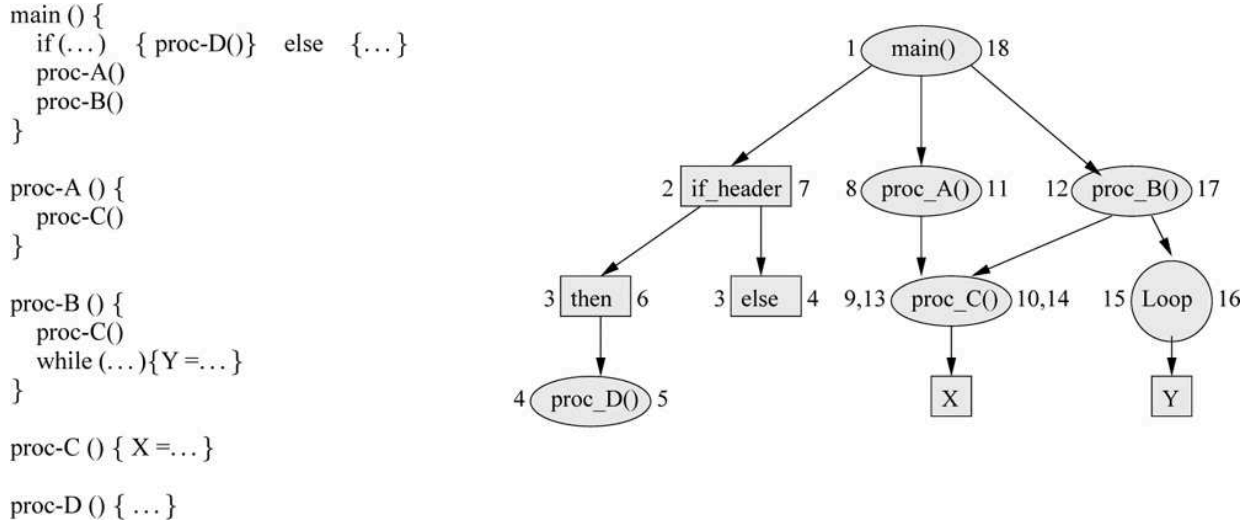 main () {
if (...) { proc-D()} else {...}
proc-A()
proc-B()
}
proc-A () {
proc-C()
}
proc-B () {
proc-C()
while (...){Y =...}
}
proc-C () { X =...}
proc-D () { ...}
1 main() 18
2 if_header 7
8 proc_A() 11
12 proc_B() 17
3 then 6
3 else 4
9,13 proc_C() 10,14
15 Loop 16
4 proc_D() 5
X
Y